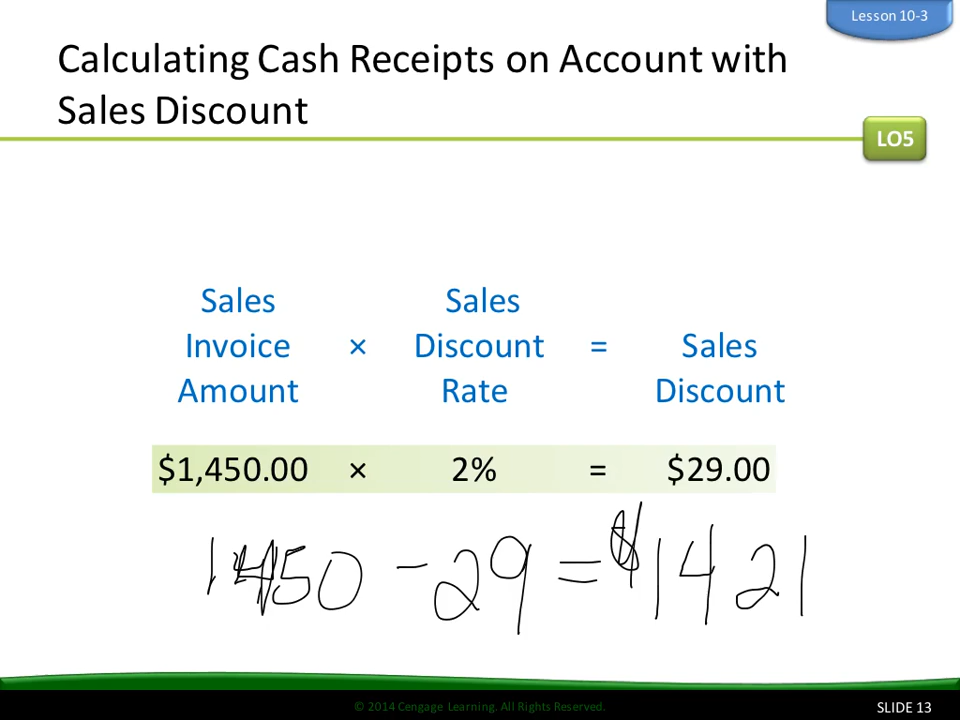 Lesson 10-3
Calculating Cash Receipts on Account with
Sales Discount
LO5
Sales Sales
Invoice × Discount = Sales
Amount Rate Discount
$1,450.00 × 2% = $29.00
1450 - 29 = $1421
© 2014 Cengage Learning. All Rights Reserved.
SLIDE 13